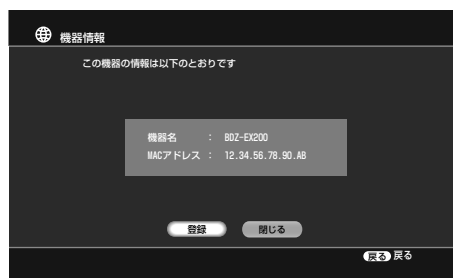 機器情報
この機器の情報は以下のとおりです
機器名 : BDZ-EX200
MACアドレス : 12.34.56.78.90.AB
登録 閉じる
戻る 戻る